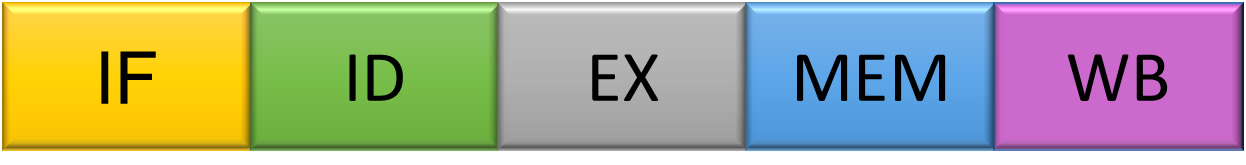 IF ID EX MEM WB